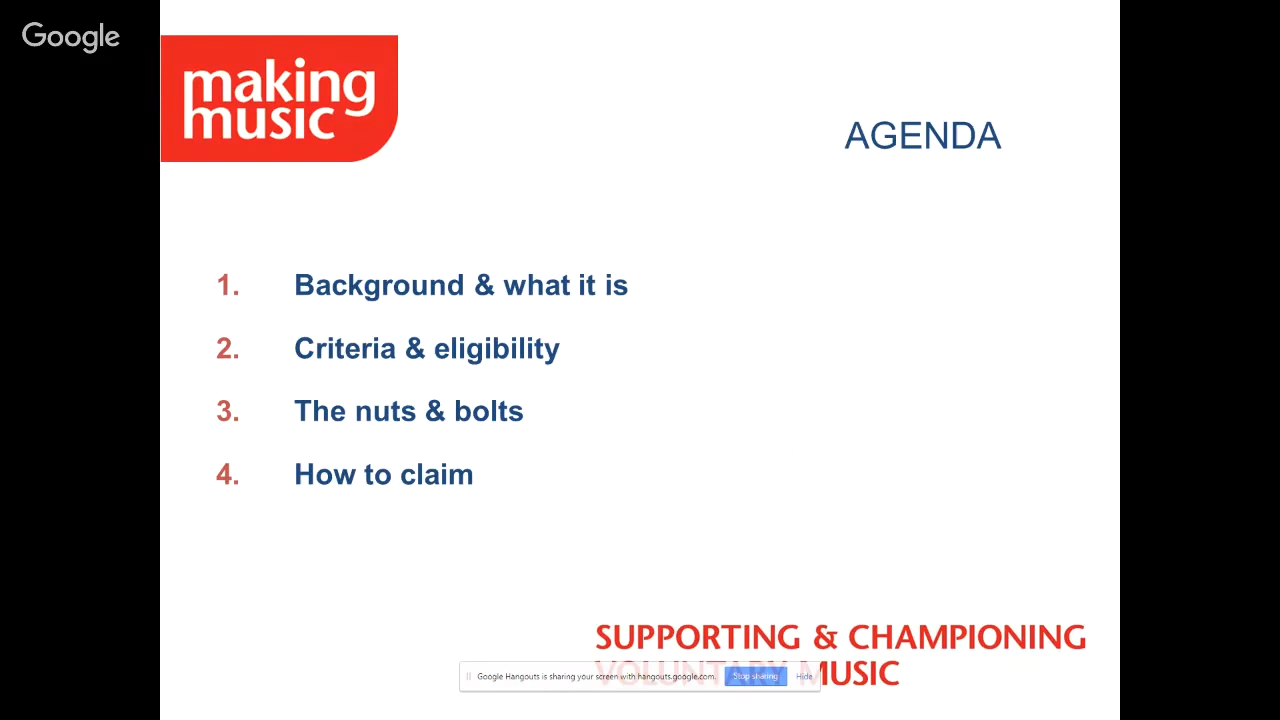 Google
making
music
AGENDA
1. Background & what it is
2. Criteria & eligibility
3. The nuts & bolts
4. How to claim
SUPPORTING & CHAMPIONING
VOLUNTARY MUSIC
Google Hangouts is sharing your screen with hangouts.google.com. Stop sharing Hide